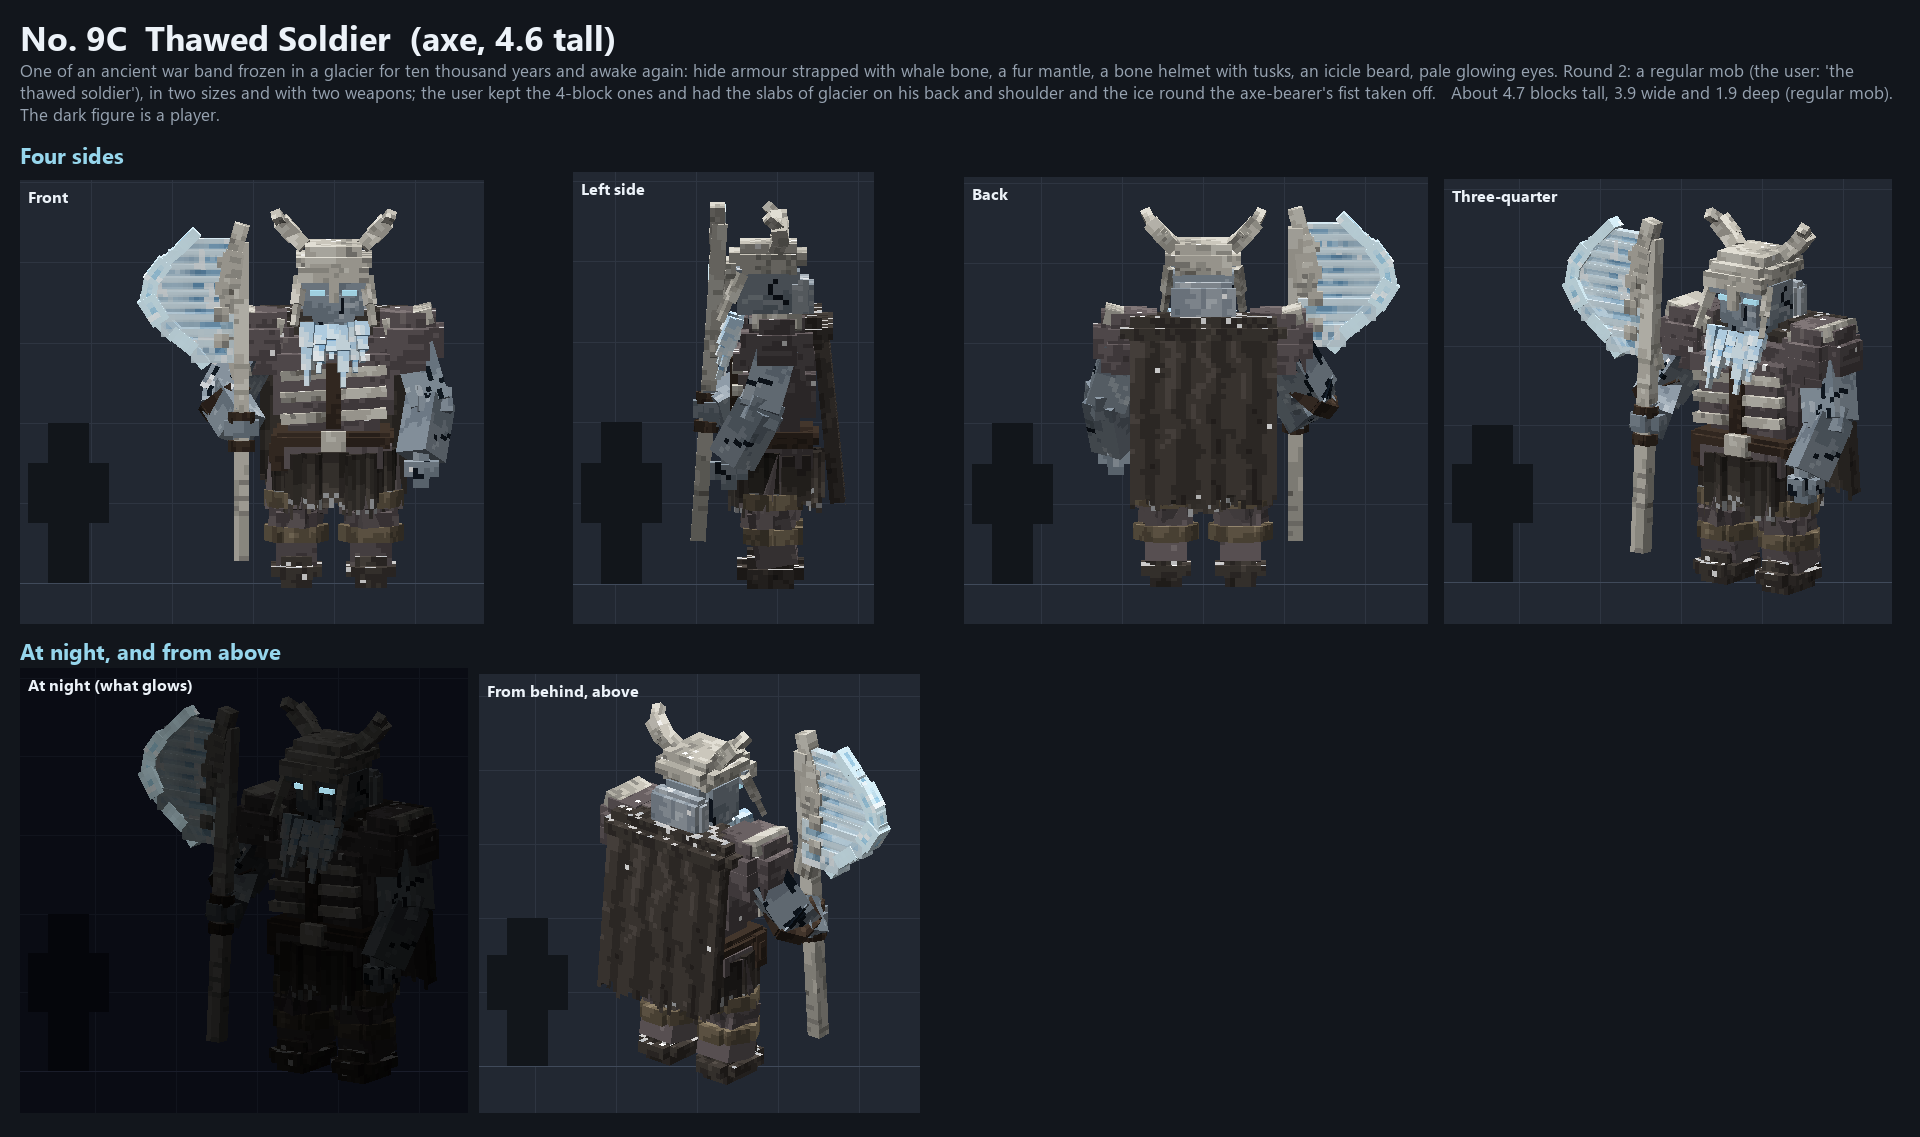 No. 9C  Thawed Soldier  (axe, 4.6 tall)
One of an ancient war band frozen in a glacier for ten thousand years and awake again: hide armour strapped with whale bone, a fur mantle, a bone helmet with tusks, an icicle beard, pale glowing eyes. Round 2: a regular mob (the user: 'the
thawed soldier'), in two sizes and with two weapons; the user kept the 4-block ones and had the slabs of glacier on his back and shoulder and the ice round the axe-bearer's fist taken off.   About 4.7 blocks tall, 3.9 wide and 1.9 deep (regular mob).
The dark figure is a player.
Four sides
Front
Left side
Back
Three-quarter
At night, and from above
At night (what glows)
From behind, above